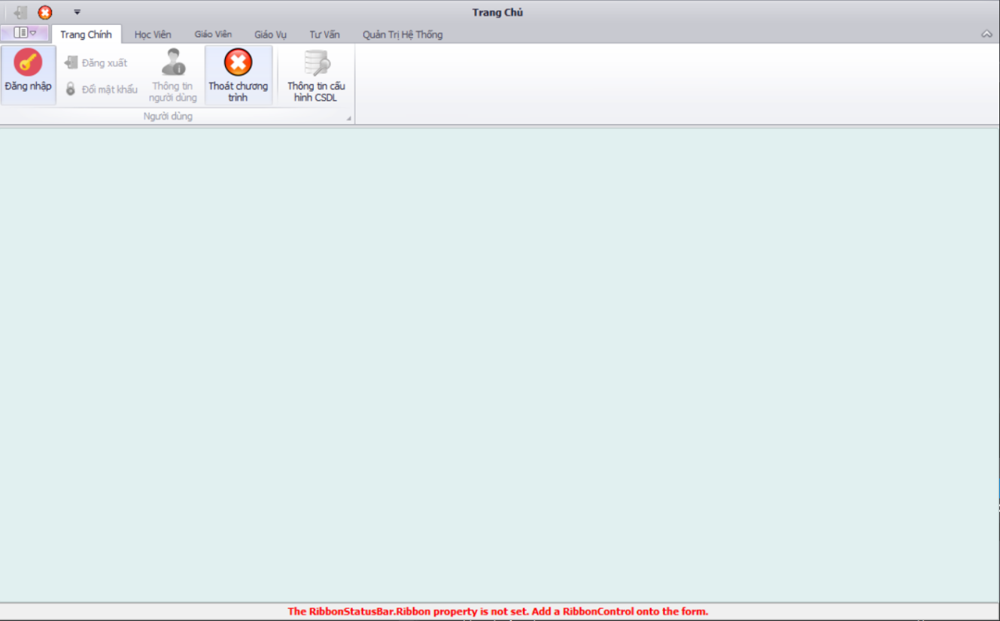 Trang Chủ
Trang Chính Học Viên Giáo Viên Giáo Vụ Tư Vấn Quản Trị Hệ Thống
Đăng nhập
Đăng xuất
Đổi mật khẩu
Thông tin
người dùng
Thoát chương
trình
Thông tin cấu
hình CSDL
Người dùng
The RibbonStatusBar.Ribbon property is not set. Add a RibbonControl onto the form.